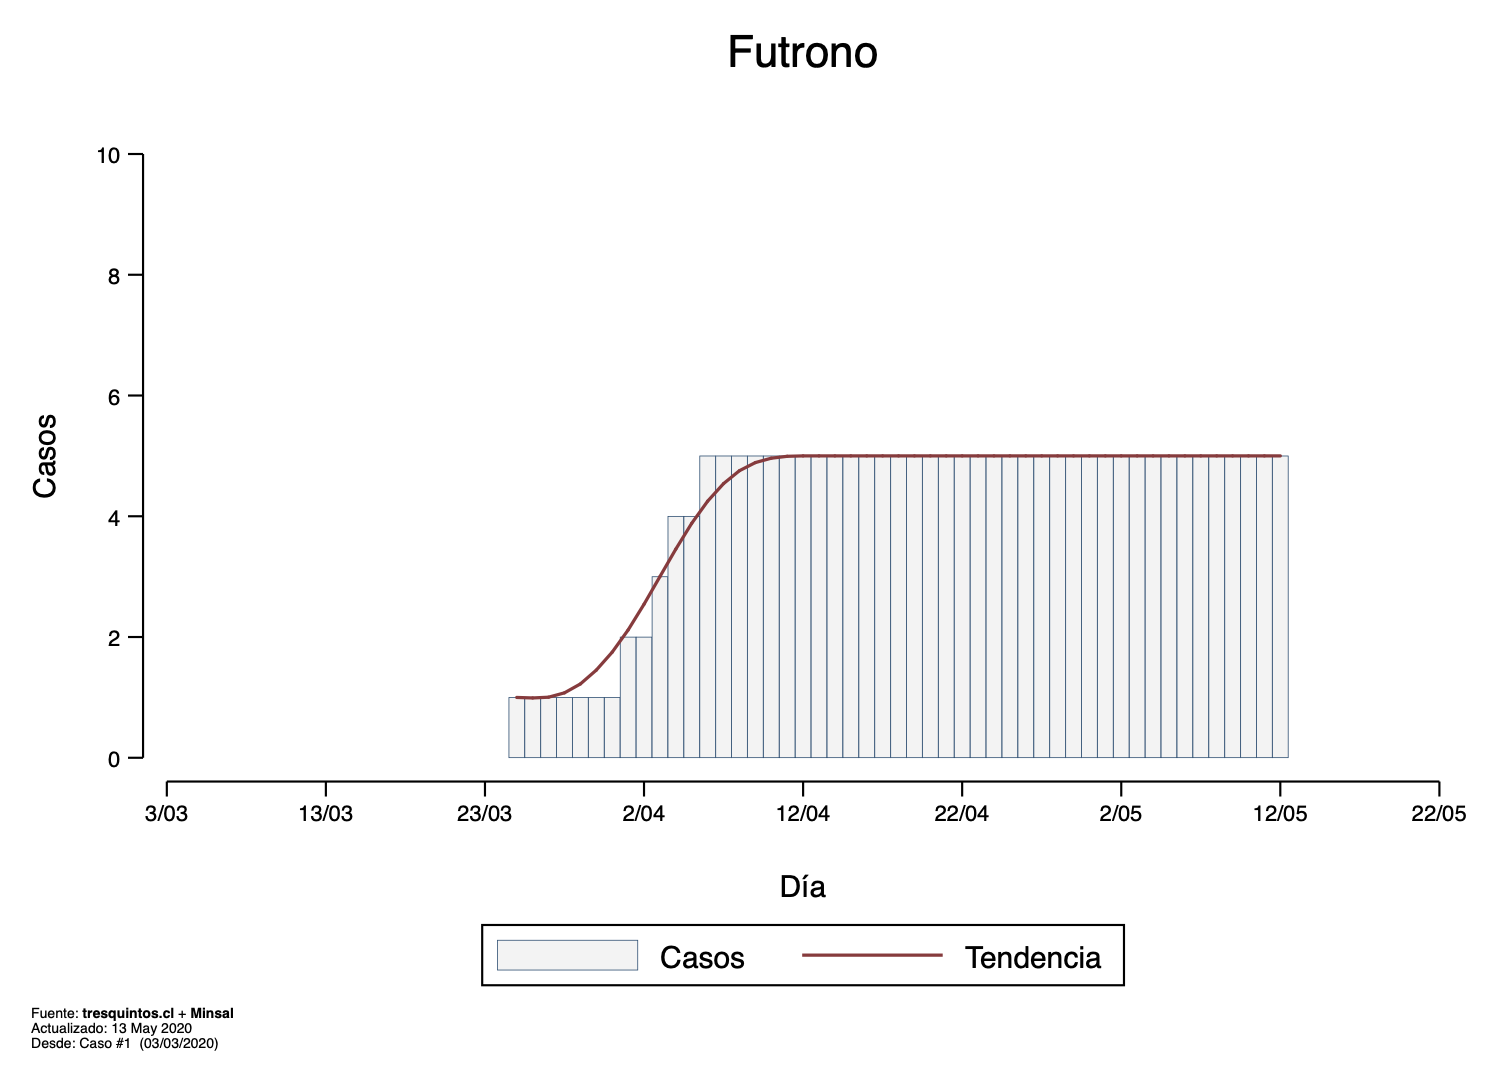 Futrono
10
8
6
4
2
0
Casos
3/03 13/03 23/03 2/04 12/04 22/04 2/05 12/05 22/05
Día
Casos Tendencia
Fuente: tresquintos.cl + Minsal
Actualizado: 13 May 2020
Desde: Caso #1 (03/03/2020)